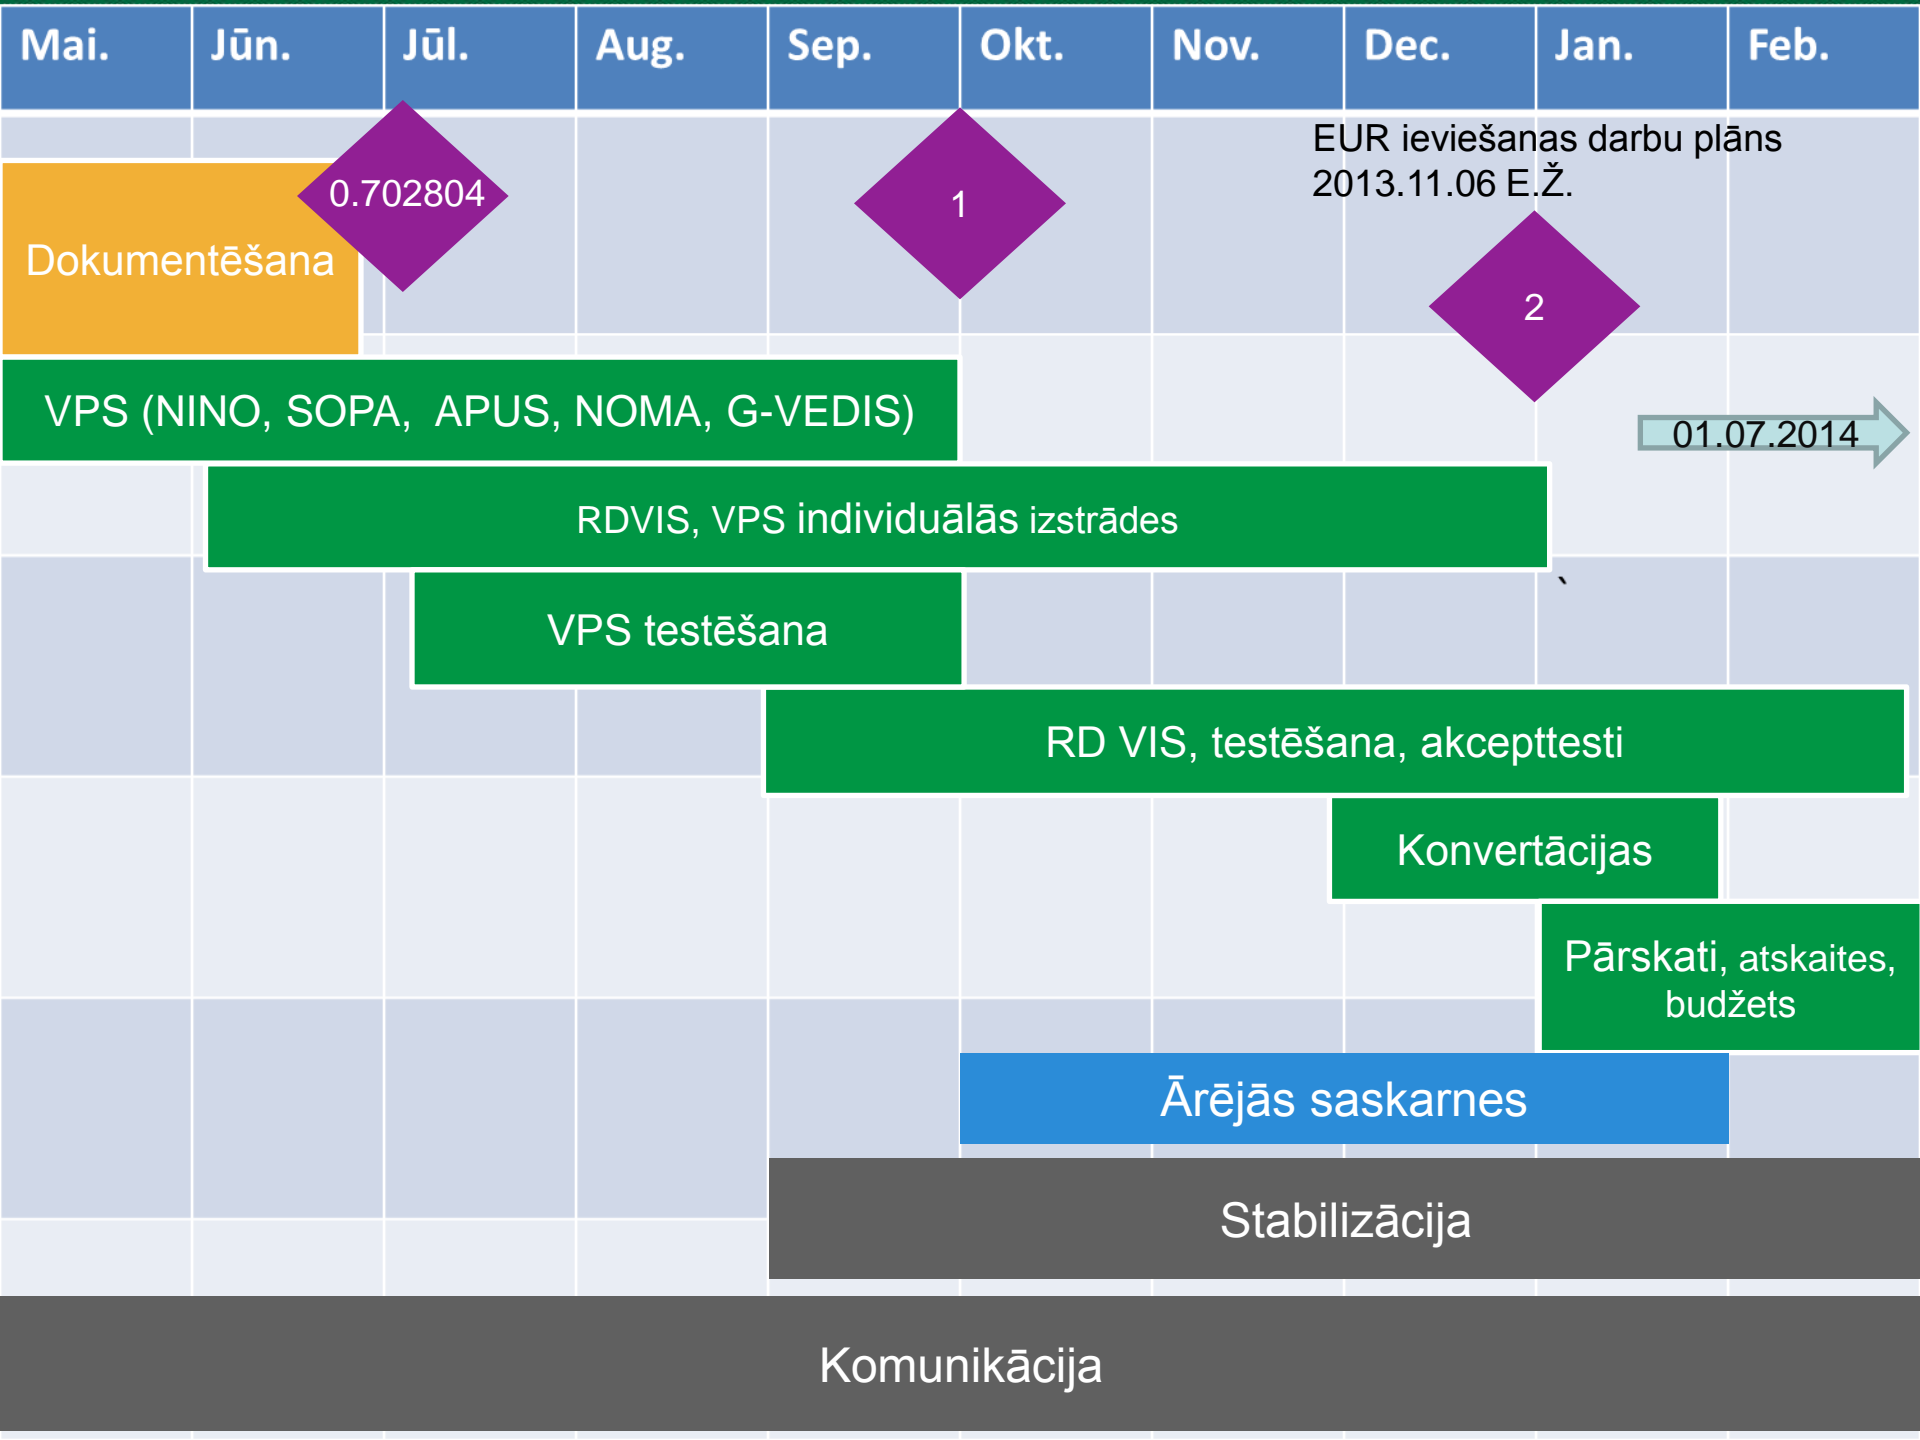 Mai. Jūn. Jūl. Aug. Sep. Okt. Nov. Dec. Jan. Feb.
EUR ieviešanas darbu plāns
2013.11.06 E.Ž.
0.702804
1
2
Dokumentēšana
VPS (NINO, SOPA, APUS, NOMA, G-VEDIS)
01.07.2014
RDVIS, VPS individuālās izstrādes
`
VPS testēšana
RD VIS, testēšana, akcepttesti
Konvertācijas
Pārskati, atskaites,
budžets
Ārējās saskarnes
Stabilizācija
Komunikācija